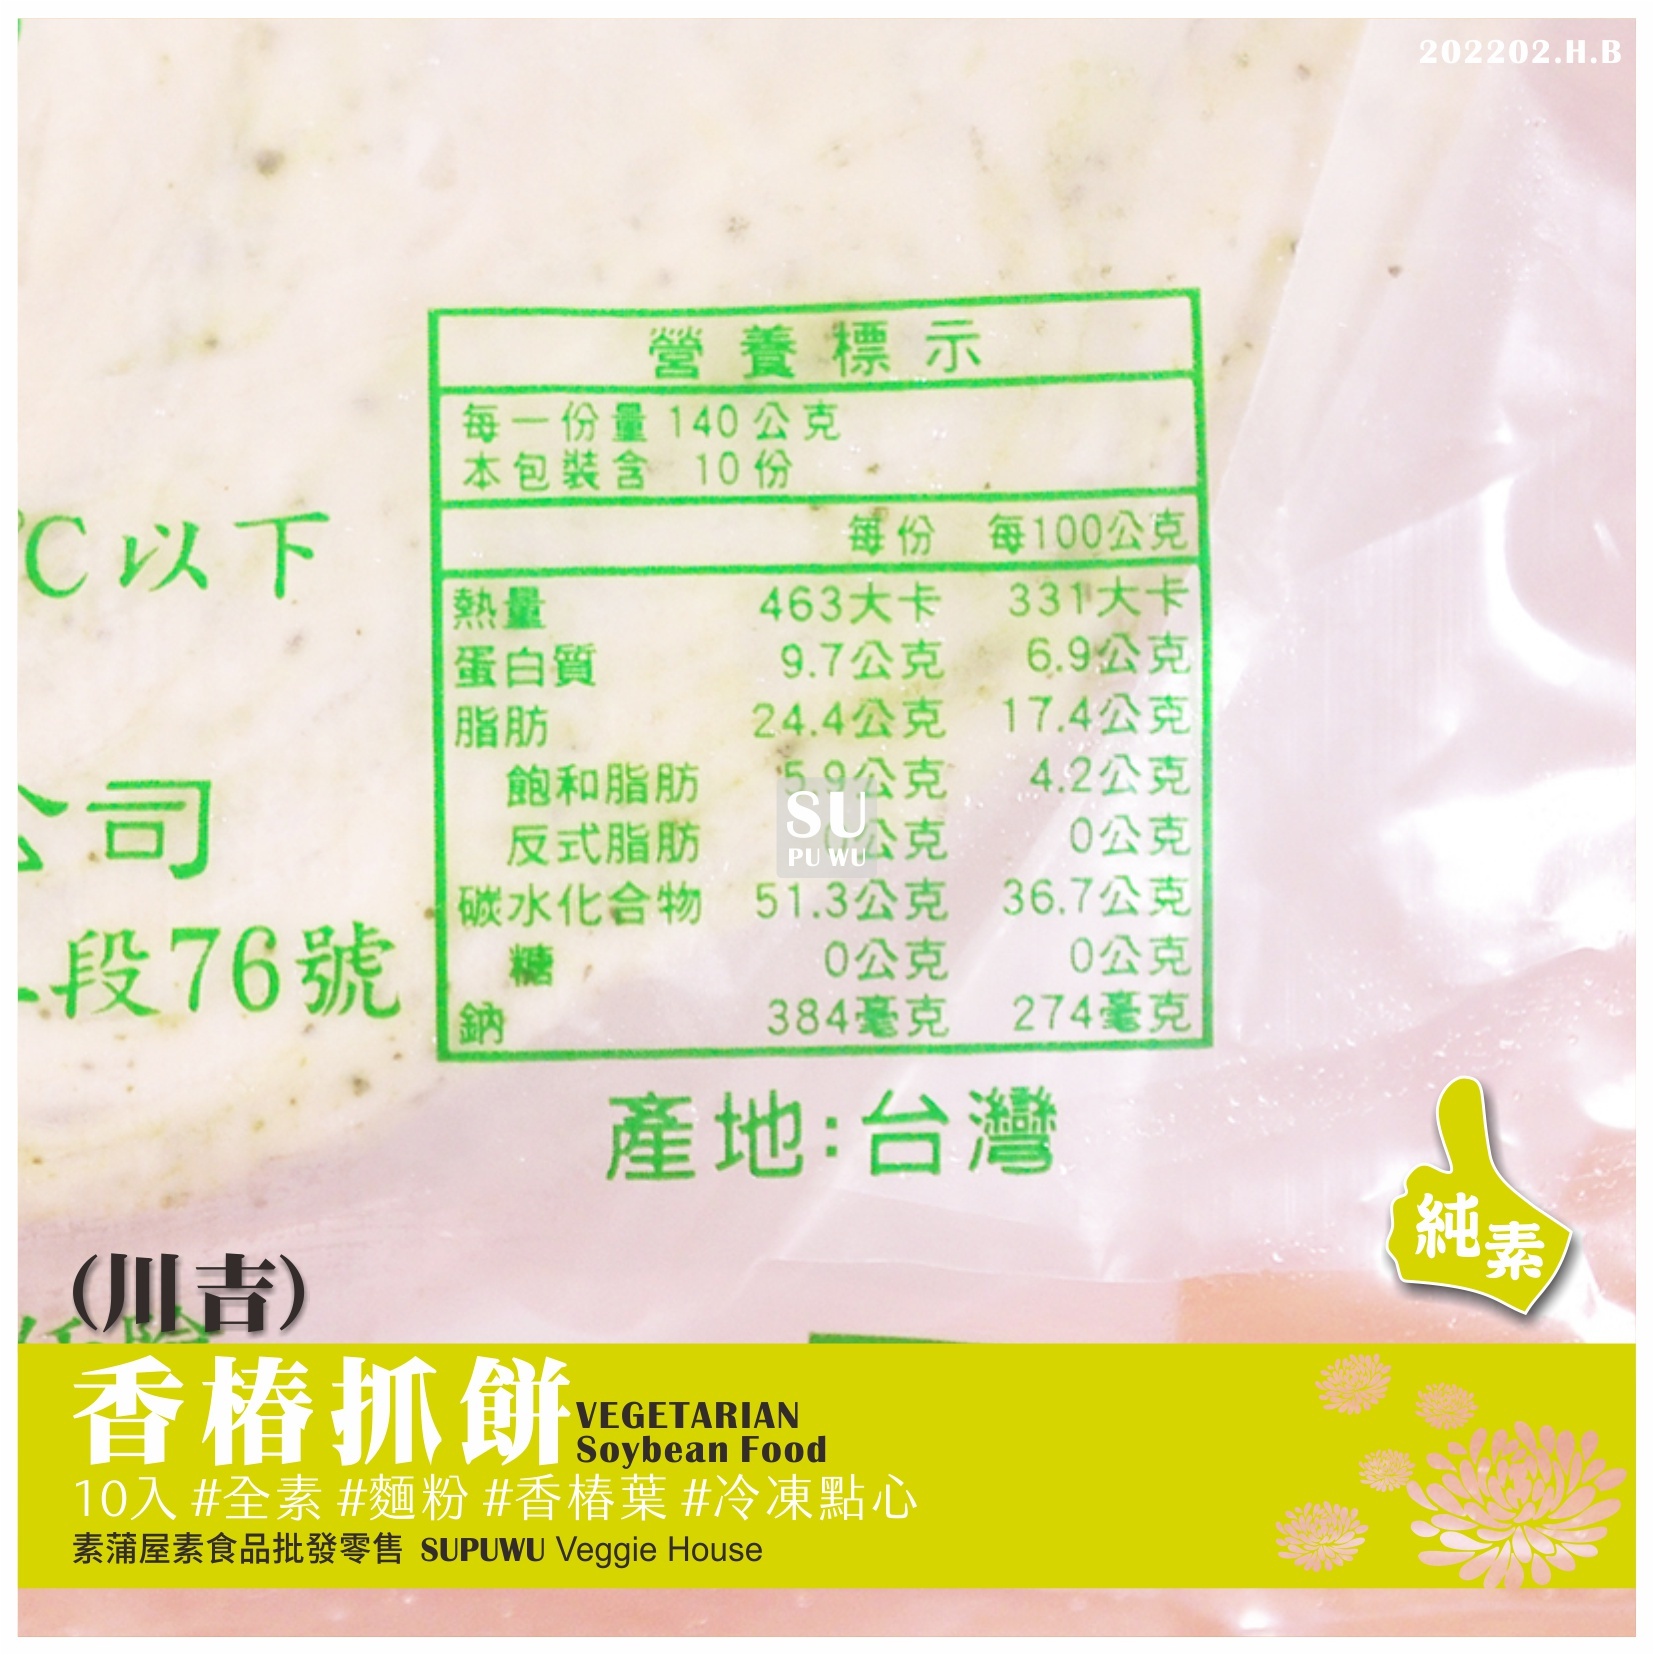 202202.H.B
營養標示
每一份量 140 公克
本包裝含 10 份
每份 每100公克
熱量 463大卡 331大卡
蛋白質 9.7公克 6.9公克
脂肪 24.4公克 17.4公克
飽和脂肪 5.9公克 4.2公克
反式脂肪 0公克 0公克
碳水化合物 51.3公克 36.7公克
糖 0公克 0公克
鈉 384毫克 274毫克
產地:台灣
℃以下
公司
段76號
SU
PU WU
純素
(川吉)
香椿抓餅
VEGETARIAN
Soybean Food
10入 #全素 #麵粉 #香椿葉 #冷凍點心
素蒲屋素食品批發零售 SUPUWU Veggie House